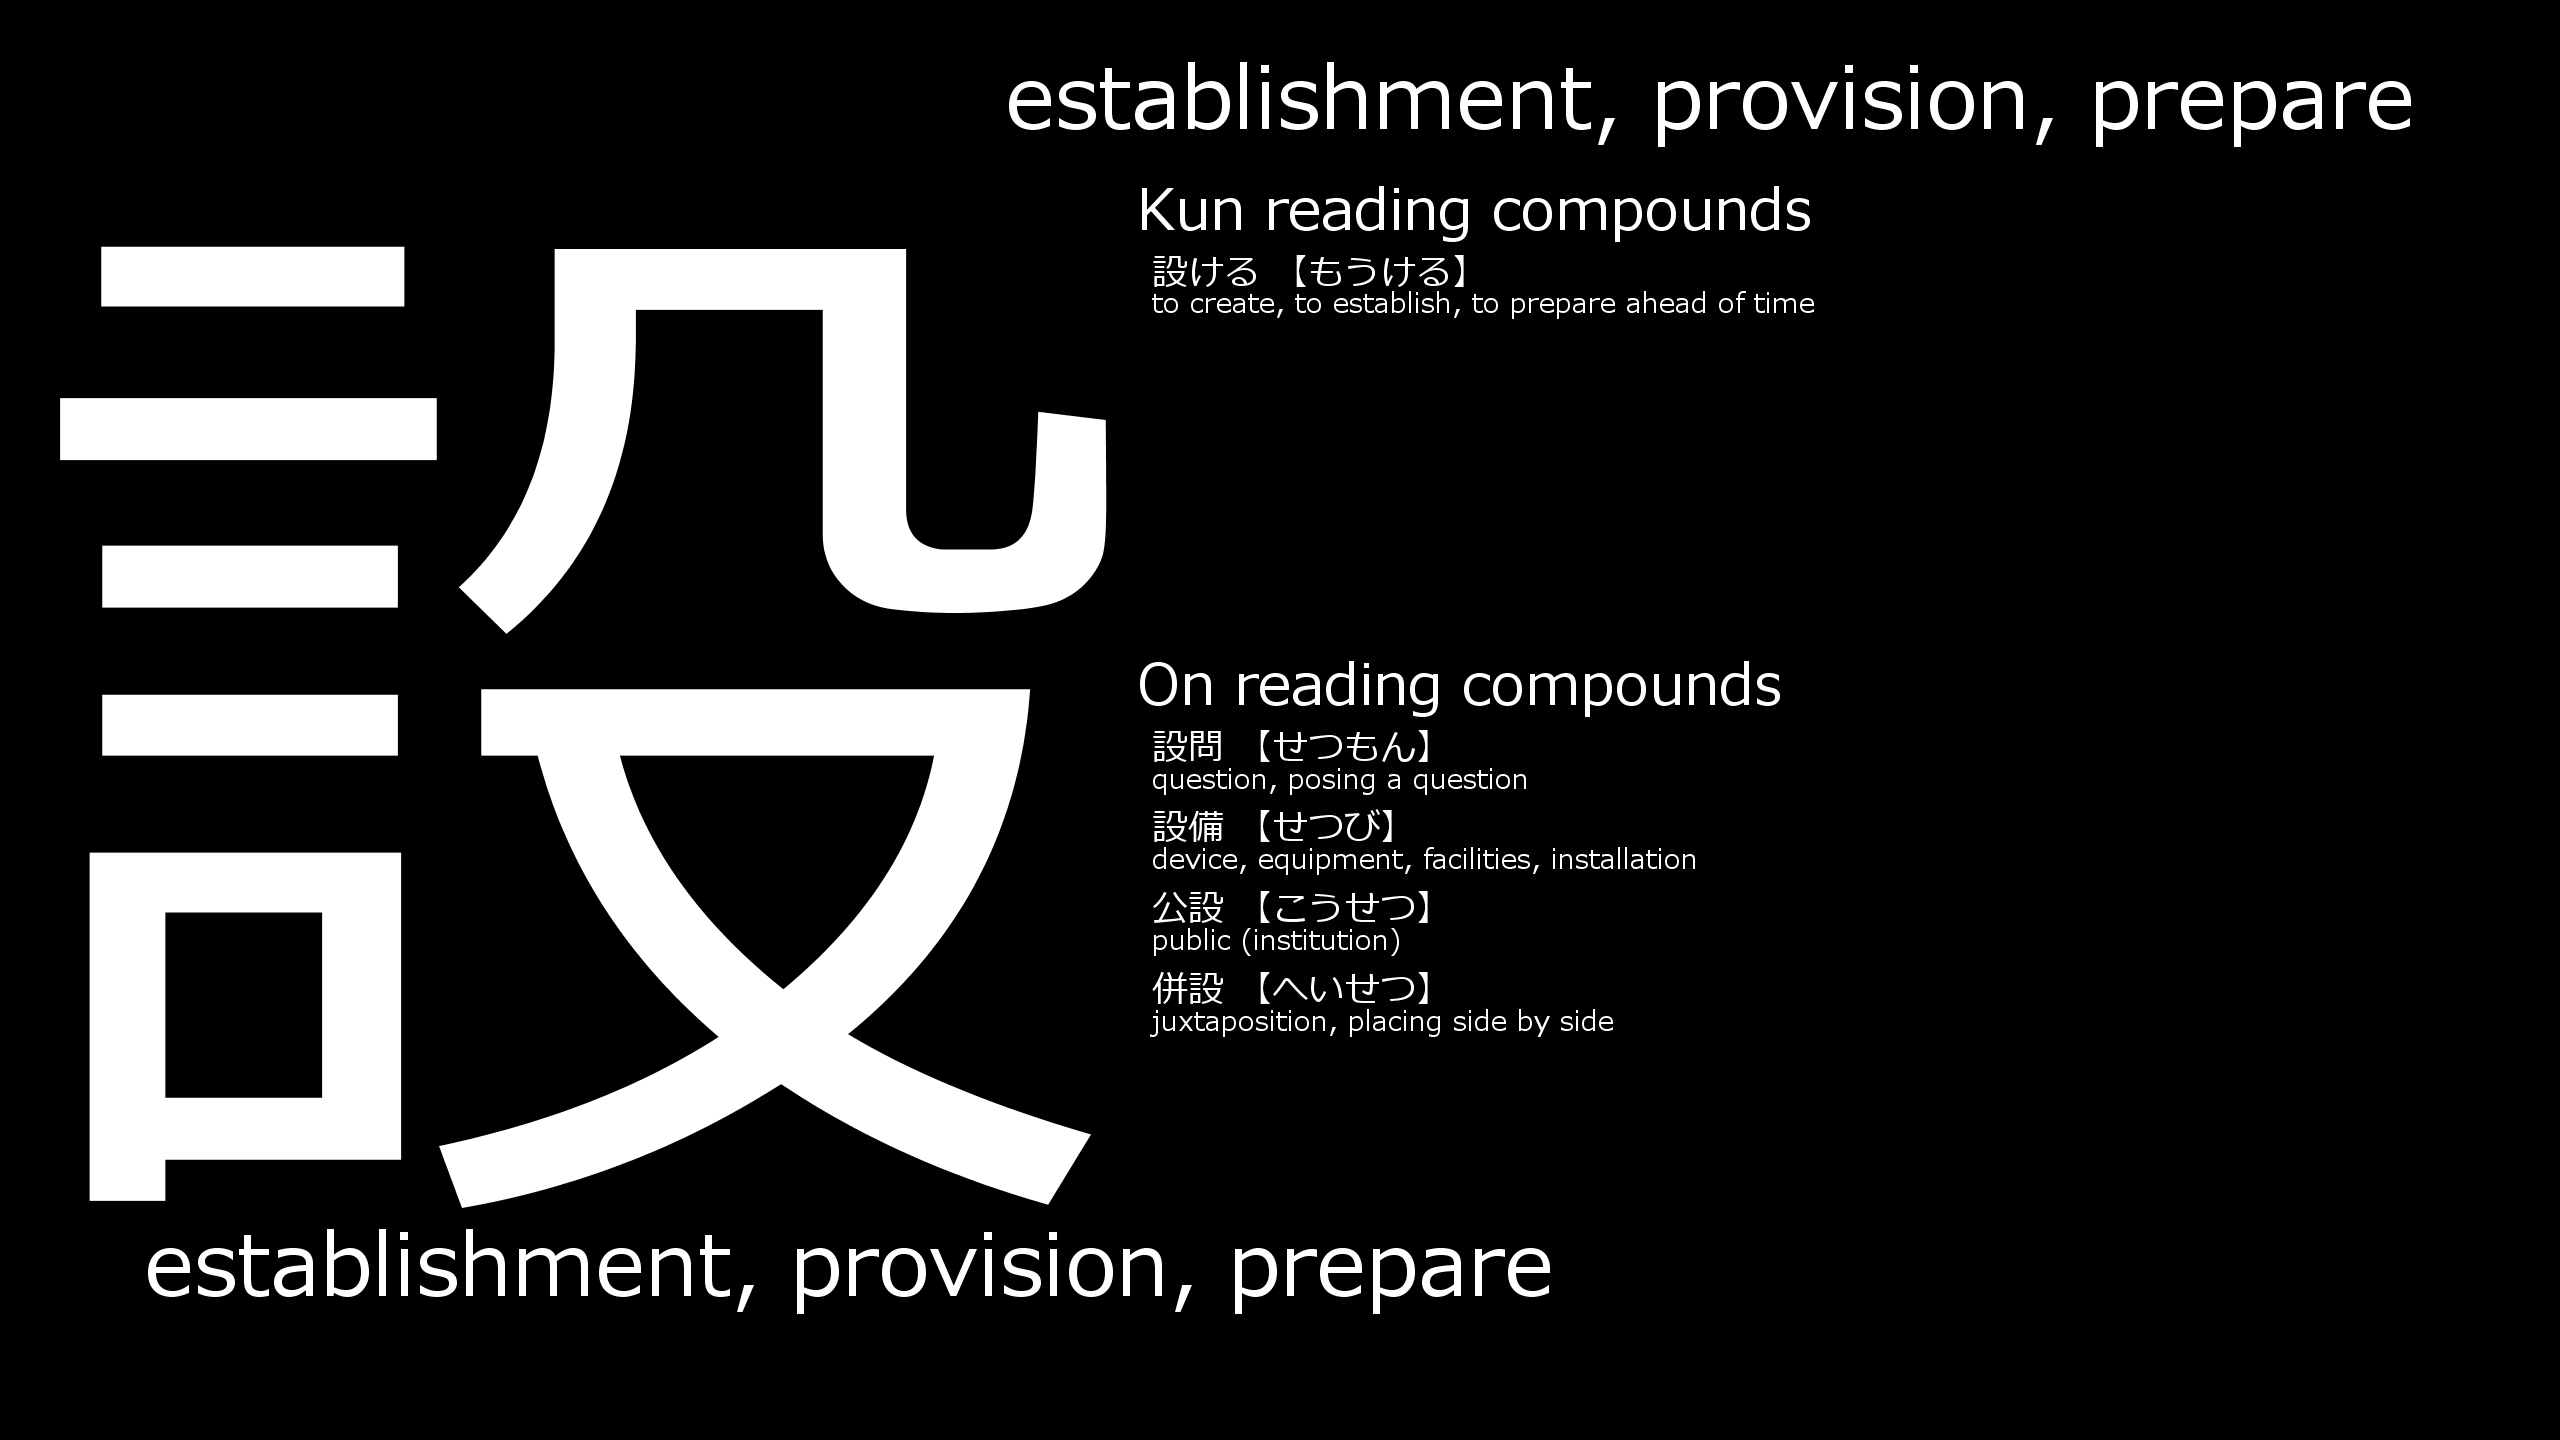 establishment, provision, prepare
設
Kun reading compounds
設ける 【もうける】
to create, to establish, to prepare ahead of time
On reading compounds
設問 【せつもん】
question, posing a question
設備 【せつび】
device, equipment, facilities, installation
公設 【こうせつ】
public (institution)
併設 【へいせつ】
juxtaposition, placing side by side
establishment, provision, prepare